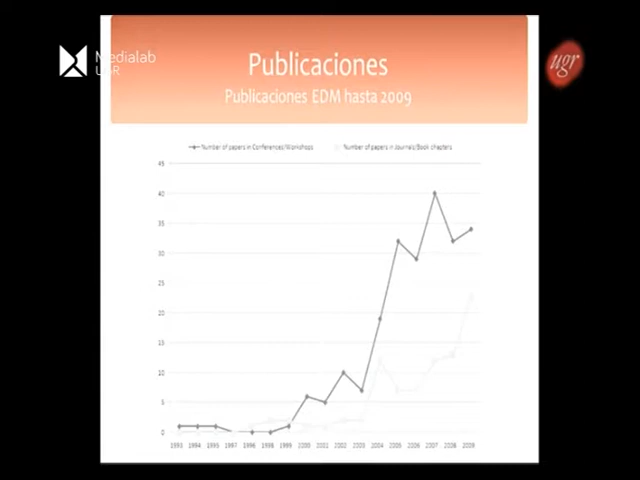 Medialab
UGR
ugr
Publicaciones
Publicaciones EDM hasta 2009
Number of papers in Conferences/Workshops
Number of papers in Journals/Book chapters
45
40
35
30
25
20
15
10
5
0
1993 1994 1995 1997 1998 1998 1999 2000 2001 2002 2003 2004 2005 2006 2007 2008 2009